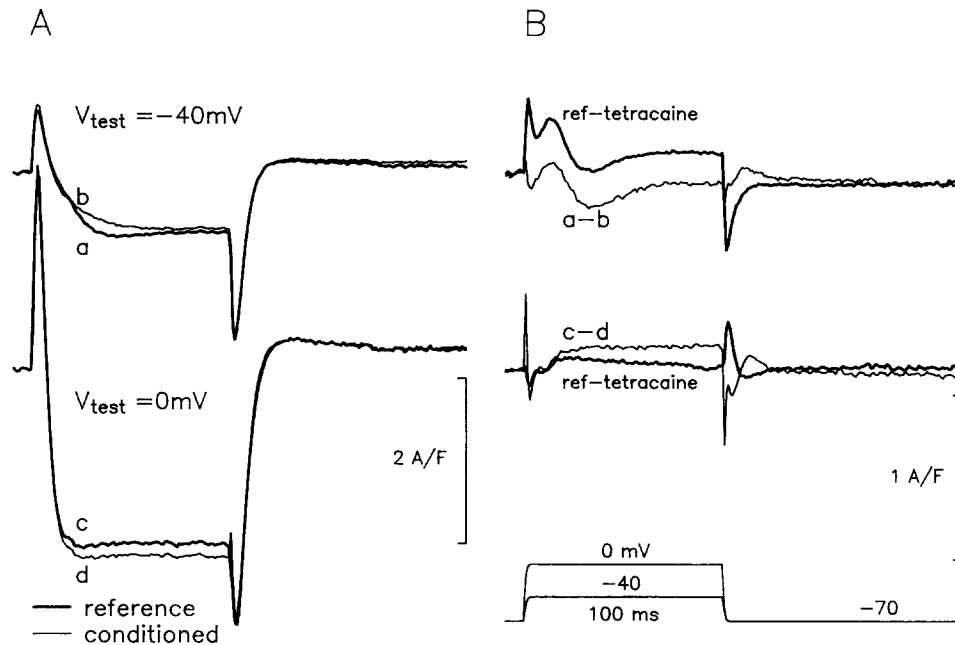 A
V_test =-40mV
b
a
V_test =0mV
2 A/F
c
d
reference
conditioned
B
ref-tetracaine
a-b
c-d
ref-tetracaine
1 A/F
0 mV
-40
100 ms
-70